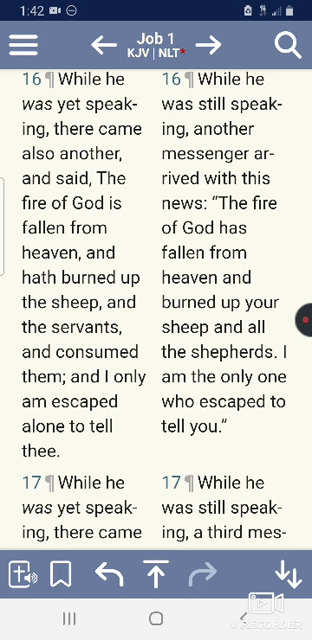 1:42
Job 1
KJV | NLT*
16 ¶ While he
was yet speak-
ing, there came
also another,
and said, The
fire of God is
fallen from
heaven, and
hath burned up
the sheep, and
the servants,
and consumed
them; and I only
am escaped
alone to tell
thee.
17 ¶ While he
was yet speak-
ing, there came
16 ¶ While he
was still speak-
ing, another
messenger ar-
rived with this
news: “The fire
of God has
fallen from
heaven and
burned up your
sheep and all
the shepherds. I
am the only one
who escaped to
tell you.”
17 ¶ While he
was still speak-
ing, a third mes-
V RECORDER